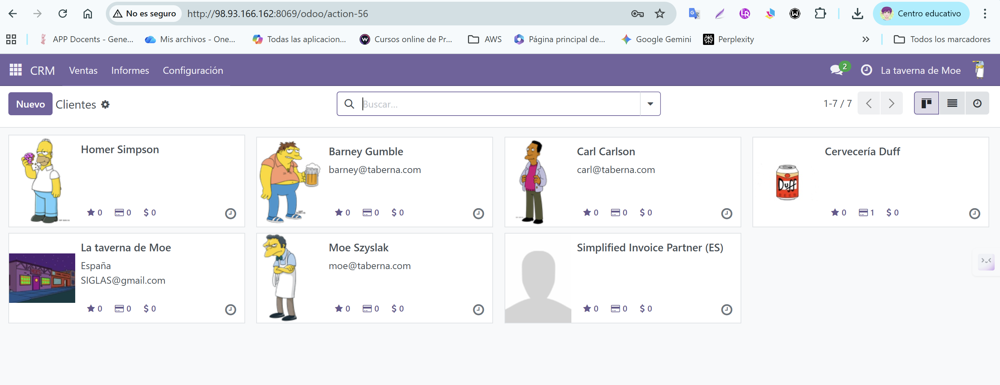 No es seguro http://98.93.166.162:8069/odoo/action-56 Centro educativo
APP Docents - Gene... Mis archivos - One... Todas las aplicacion... Cursos online de Pr... AWS Página principal de... Google Gemini Perplexity Todos los marcadores
CRM Ventas Informes Configuración 2 La taverna de Moe
Nuevo Clientes Buscar... 1-7 / 7
Homer Simpson
0 0 $ 0
Barney Gumble
barney@taberna.com
0 0 $ 0
Carl Carlson
carl@taberna.com
0 0 $ 0
Cervecería Duff
Duff
BEER
0 1 $ 0
La taverna de Moe
España
SIGLAS@gmail.com
MOE'S
0 0 $ 0
Moe Szyslak
moe@taberna.com
0 0 $ 0
Simplified Invoice Partner (ES)
0 0 $ 0